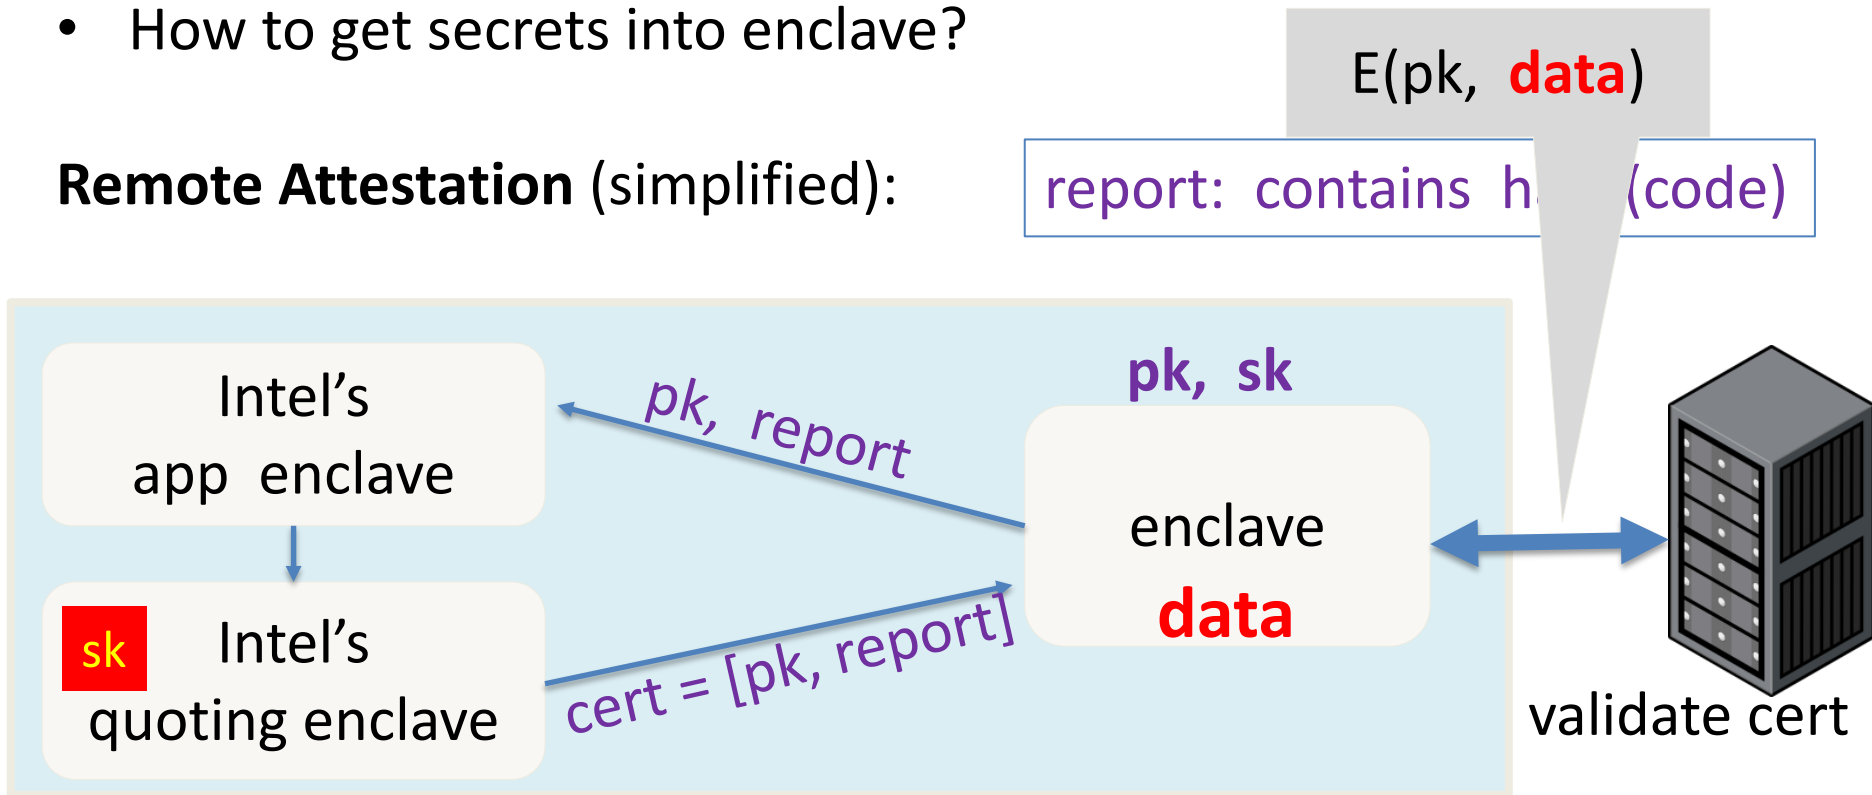 • How to get secrets into enclave?
E(pk, data)
Remote Attestation (simplified):
report: contains (code)
Intel's
app enclave
pk, report
pk, sk
enclave
data
sk
Intel's
quoting enclave
cert = [pk, report]
validate cert